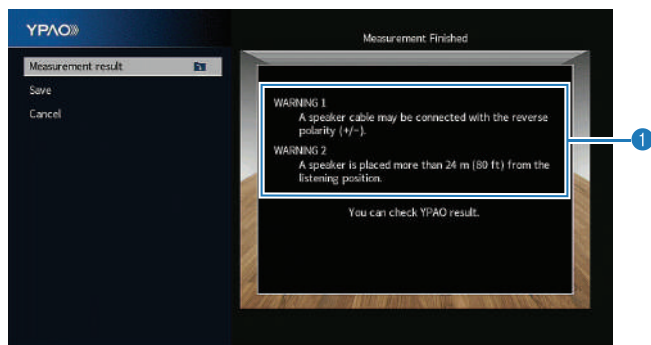 YPAO
Measurement Finished
Measurement result
Save
Cancel
WARNING 1
A speaker cable may be connected with the reverse
polarity (+/-).
WARNING 2
A speaker is placed more than 24 m (80 ft) from the
listening position.
You can check YPAO result.
1